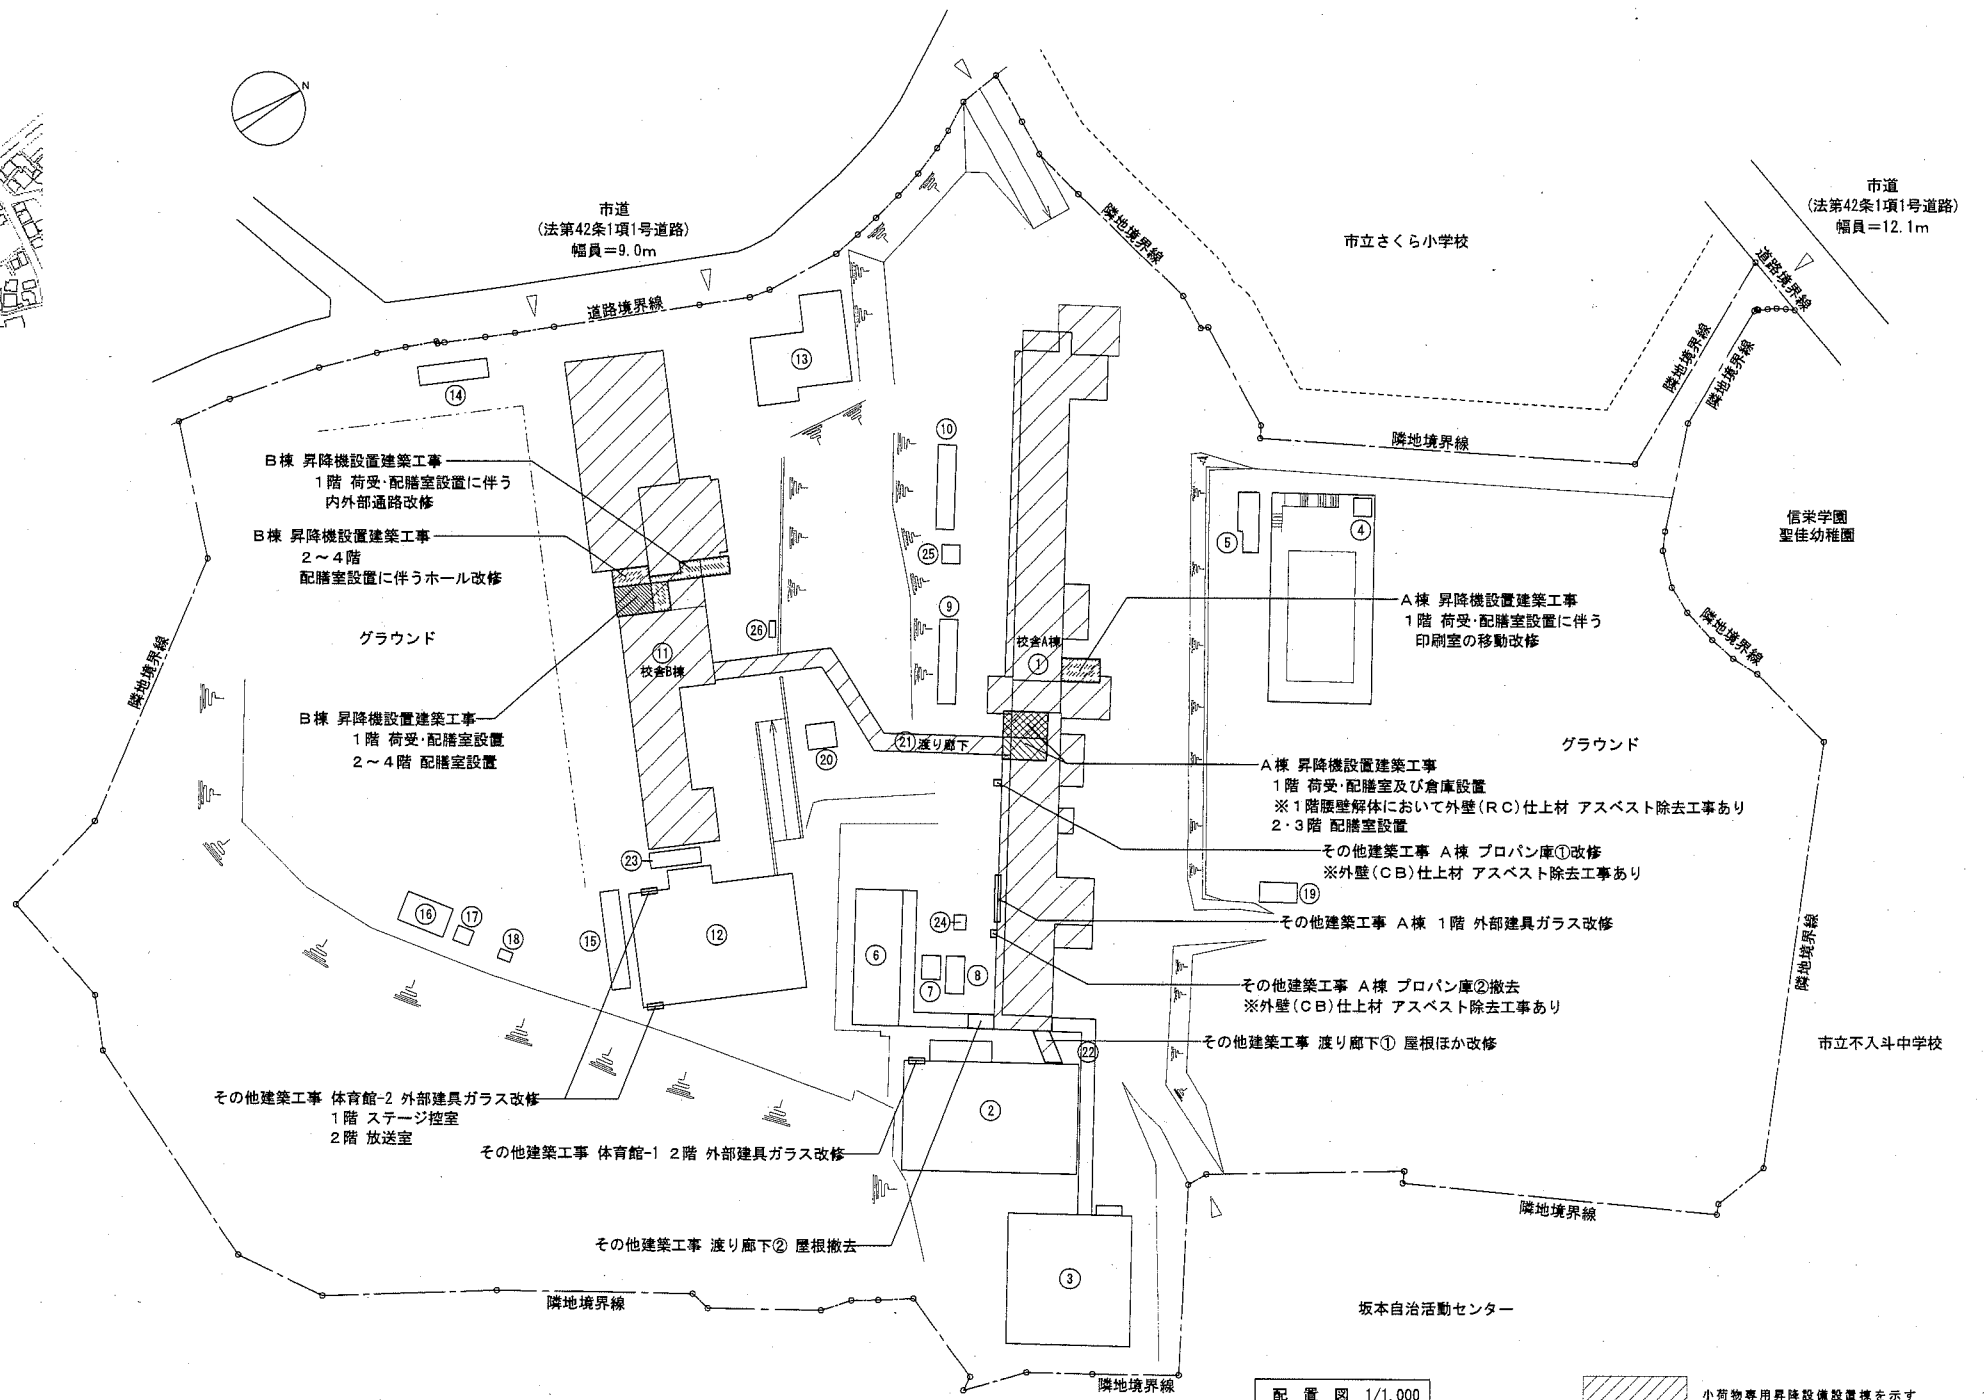 N
市道
(法第42条1項1号道路)
幅員=9.0m
市道
(法第42条1項1号道路)
幅員=12.1m
市立さくら小学校
隣地境界線
道路境界線
道路境界線
隣地境界線
隣地境界線
隣地境界線
⑬
⑭
⑩
B棟 昇降機設置建築工事
1階 荷受・配膳室設置に伴う
内外部通路改修
B棟 昇降機設置建築工事
2~4階
配膳室設置に伴うホール改修
⑤
④
信栄学園
聖佳幼稚園
㉕
⑨
A棟 昇降機設置建築工事
1階 荷受・配膳室設置に伴う
印刷室の移動改修
グラウンド
㉖
⑪
校舎B棟
校舎A棟
①
隣地境界線
隣地境界線
B棟 昇降機設置建築工事
1階 荷受・配膳室設置
2~4階 配膳室設置
⑳
㉑渡り廊下
グラウンド
A棟 昇降機設置建築工事
1階 荷受・配膳室及び倉庫設置
※1階腰壁解体において外壁(RC)仕上材 アスベスト除去工事あり
2・3階 配膳室設置
㉓
その他建築工事 A棟 プロパン庫①改修
※外壁(CB)仕上材 アスベスト除去工事あり
⑲
⑯
⑰
⑱
⑮
⑫
㉔
その他建築工事 A棟 1階 外部建具ガラス改修
⑥
⑦
⑧
隣地境界線
その他建築工事 A棟 プロパン庫②撤去
※外壁(CB)仕上材 アスベスト除去工事あり
㉒
その他建築工事 渡り廊下① 屋根ほか改修
市立不入斗中学校
その他建築工事 体育館-2 外部建具ガラス改修
1階 ステージ控室
2階 放送室
②
その他建築工事 体育館-1 2階 外部建具ガラス改修
隣地境界線
その他建築工事 渡り廊下② 屋根撤去
③
隣地境界線
坂本自治活動センター
隣地境界線
配 置 図 1/1,000
小荷物専用昇降設備設置棟を示す